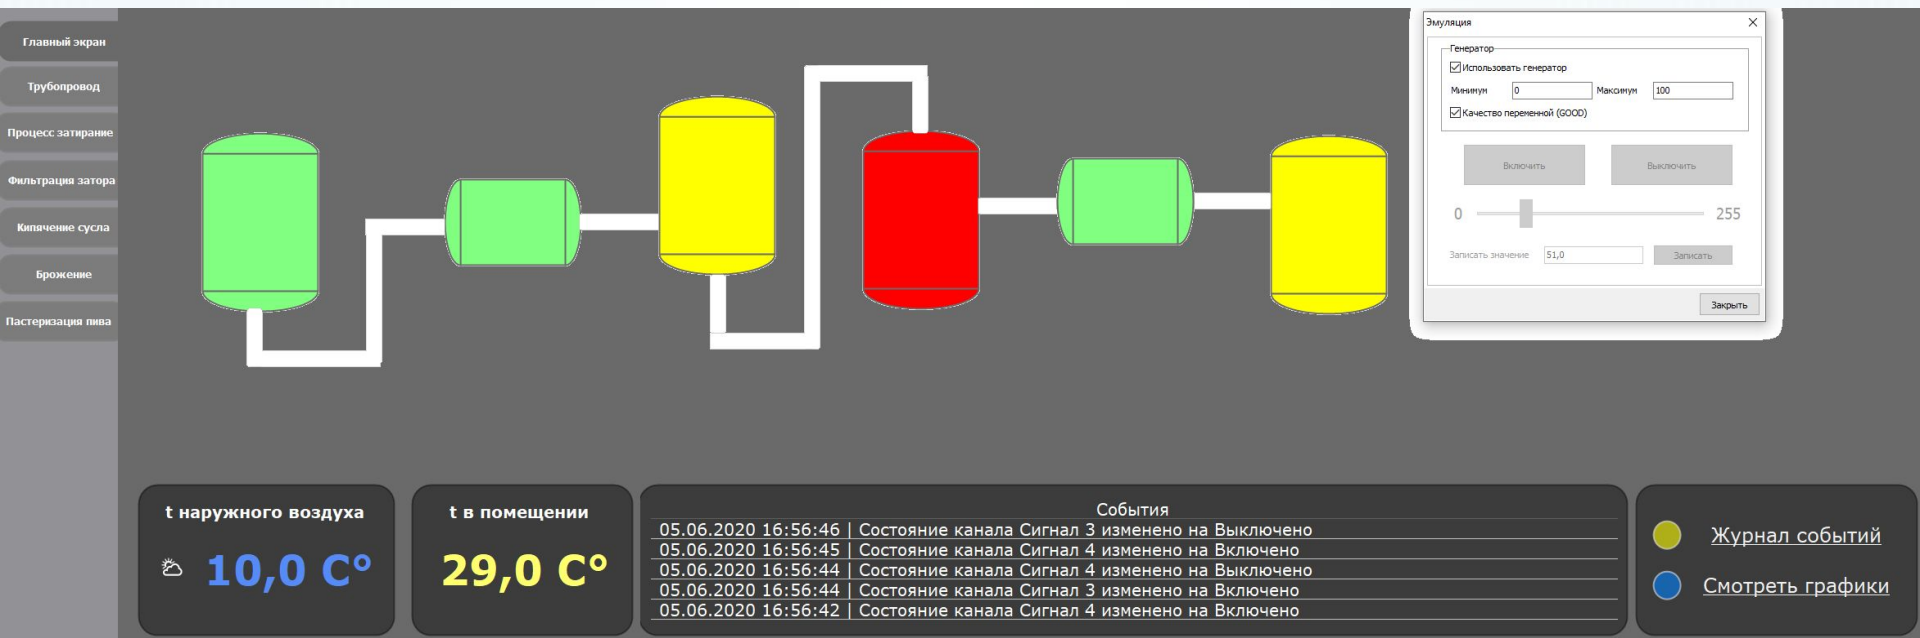 Главный экран
Трубопровод
Процесс затирание
Фильтрация затора
Кипячение сусла
Брожение
Пастеризация пива
Эмуляция
Генератор
Использовать генератор
Минимум 0 Максимум 100
Качество переменной (GOOD)
Включить Выключить
0 255
Записать значение 51,0 Записать
Закрыть
t наружного воздуха
10,0 C°
t в помещении
29,0 C°
События
05.06.2020 16:56:46 | Состояние канала Сигнал 3 изменено на Выключено
05.06.2020 16:56:45 | Состояние канала Сигнал 4 изменено на Включено
05.06.2020 16:56:44 | Состояние канала Сигнал 4 изменено на Выключено
05.06.2020 16:56:44 | Состояние канала Сигнал 3 изменено на Включено
05.06.2020 16:56:42 | Состояние канала Сигнал 4 изменено на Включено
Журнал событий
Смотреть графики